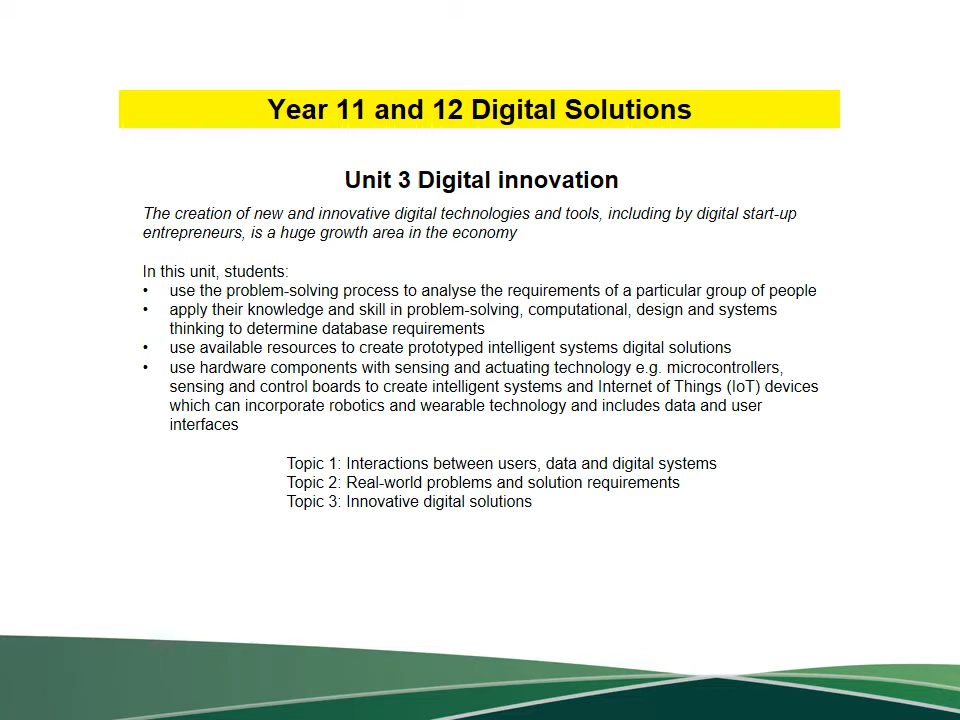 Year 11 and 12 Digital Solutions
Unit 3 Digital innovation
The creation of new and innovative digital technologies and tools, including by digital start-up
entrepreneurs, is a huge growth area in the economy
In this unit, students:
• use the problem-solving process to analyse the requirements of a particular group of people
• apply their knowledge and skill in problem-solving, computational, design and systems
thinking to determine database requirements
• use available resources to create prototyped intelligent systems digital solutions
• use hardware components with sensing and actuating technology e.g. microcontrollers,
sensing and control boards to create intelligent systems and Internet of Things (IoT) devices
which can incorporate robotics and wearable technology and includes data and user
interfaces
Topic 1: Interactions between users, data and digital systems
Topic 2: Real-world problems and solution requirements
Topic 3: Innovative digital solutions